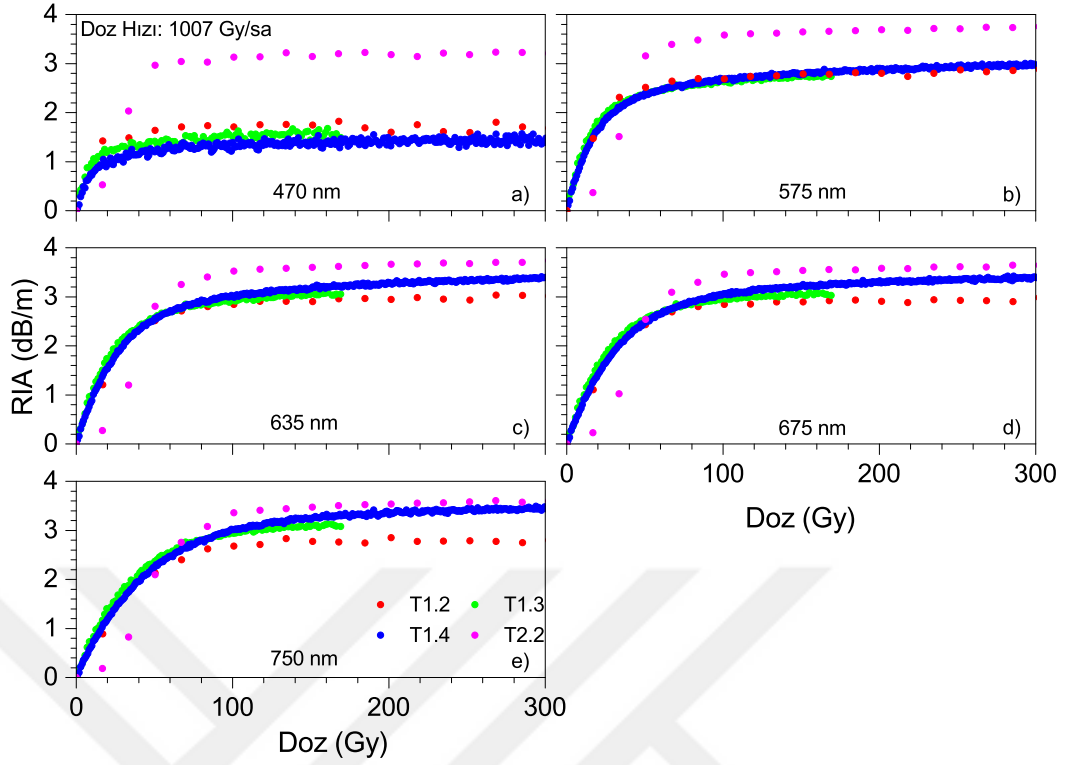 Doz Hızı: 1007 Gy/sa
4
3
2
1
0
470 nm
a)
575 nm
b)
RIA (dB/m)
4
3
2
1
0
635 nm
c)
675 nm
d)
0
100
200
300
Doz (Gy)
4
3
2
1
0
T1.2
T1.3
T1.4
T2.2
750 nm
e)
0
100
200
300
Doz (Gy)